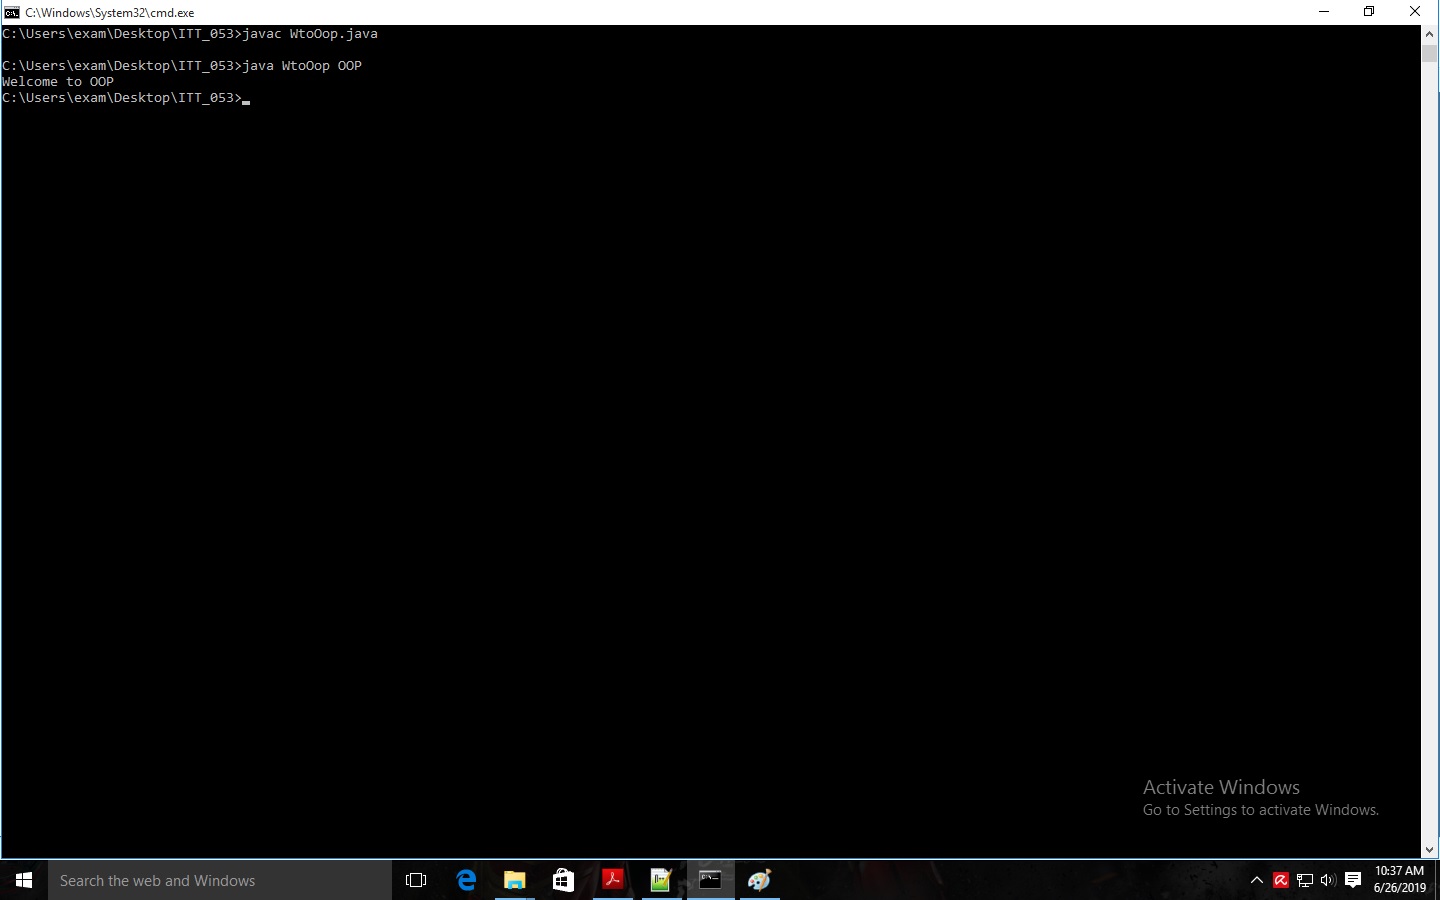 C:\Windows\System32\cmd.exe
C:\Users\exam\Desktop\ITT_053>javac WtoOop.java
C:\Users\exam\Desktop\ITT_053>java WtoOop OOP
Welcome to OOP
C:\Users\exam\Desktop\ITT_053>
Activate Windows
Go to Settings to activate Windows.
Search the web and Windows
10:37 AM
6/26/2019